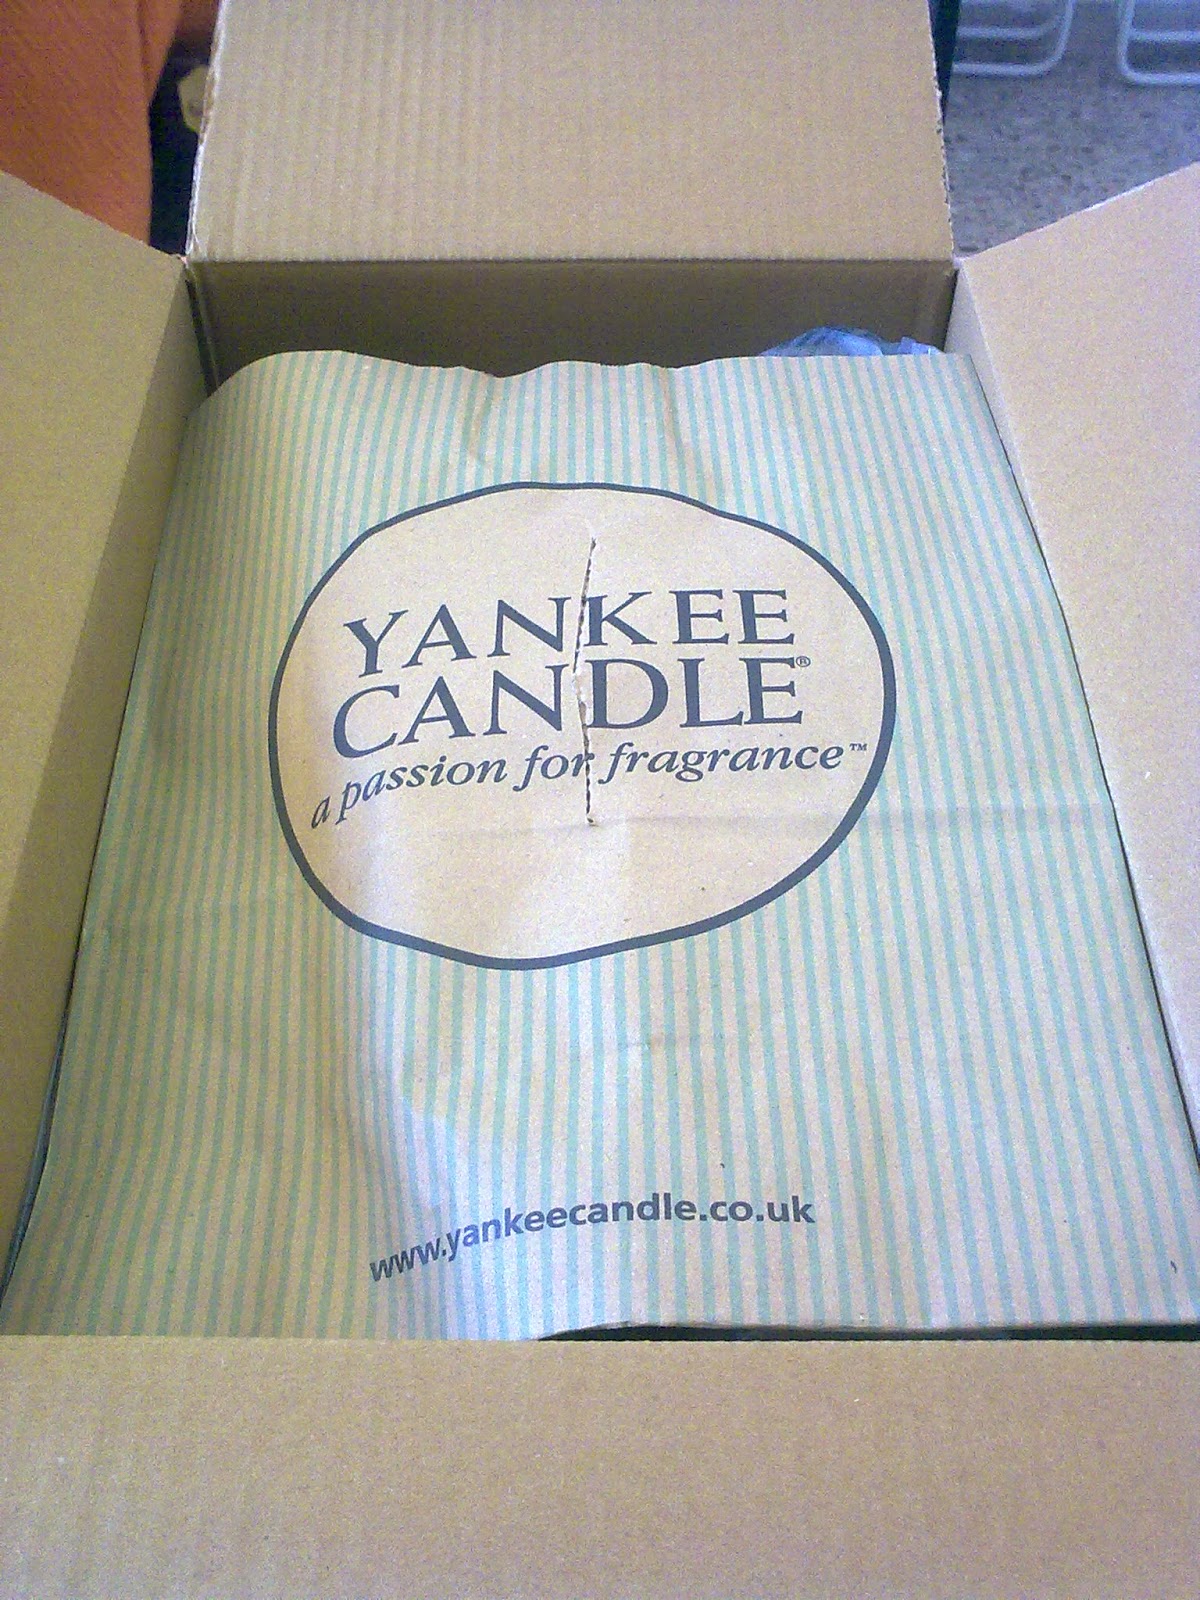 YANKEE
CANDLE®
a passion for fragrance™
www.yankeecandle.co.uk